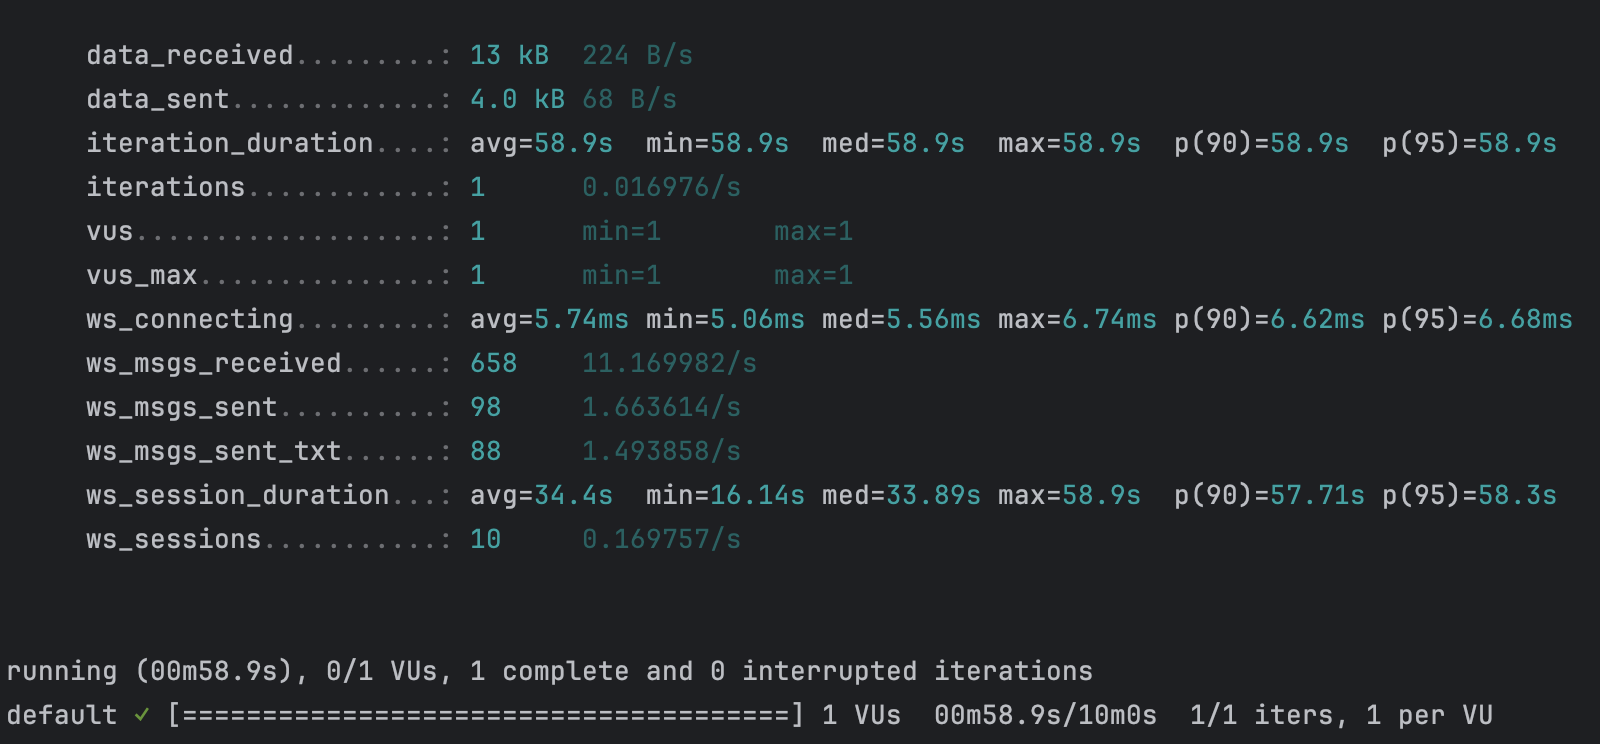 data_received.........: 13 kB  224 B/s
data_sent.............: 4.0 kB 68 B/s
iteration_duration....: avg=58.9s  min=58.9s  med=58.9s  max=58.9s  p(90)=58.9s  p(95)=58.9s
iterations............: 1      0.016976/s
vus...................: 1      min=1       max=1
vus_max...............: 1      min=1       max=1
ws_connecting.........: avg=5.74ms min=5.06ms med=5.56ms max=6.74ms p(90)=6.62ms p(95)=6.68ms
ws_msgs_received......: 658    11.169982/s
ws_msgs_sent..........: 98     1.663614/s
ws_msgs_sent_txt......: 88     1.493858/s
ws_session_duration...: avg=34.4s  min=16.14s med=33.89s max=58.9s  p(90)=57.71s p(95)=58.3s
ws_sessions...........: 10     0.169757/s
running (00m58.9s), 0/1 VUs, 1 complete and 0 interrupted iterations
default ✓ [======================================] 1 VUs  00m58.9s/10m0s  1/1 iters, 1 per VU